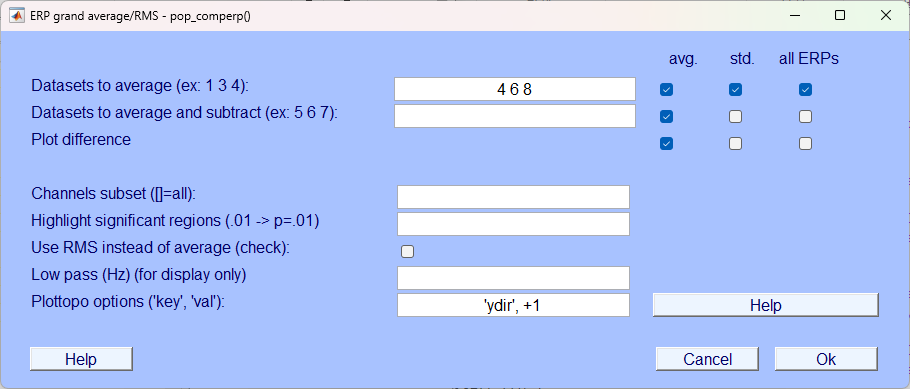 ERP grand average/RMS - pop_comperp()
avg. std. all ERPs
Datasets to average (ex: 1 3 4): 4 6 8
Datasets to average and subtract (ex: 5 6 7):
Plot difference
Channels subset ([]=all):
Highlight significant regions (.01 -> p=.01)
Use RMS instead of average (check):
Low pass (Hz) (for display only)
Plottopo options ('key', 'val'): 'ydir', +1 Help
Help Cancel Ok